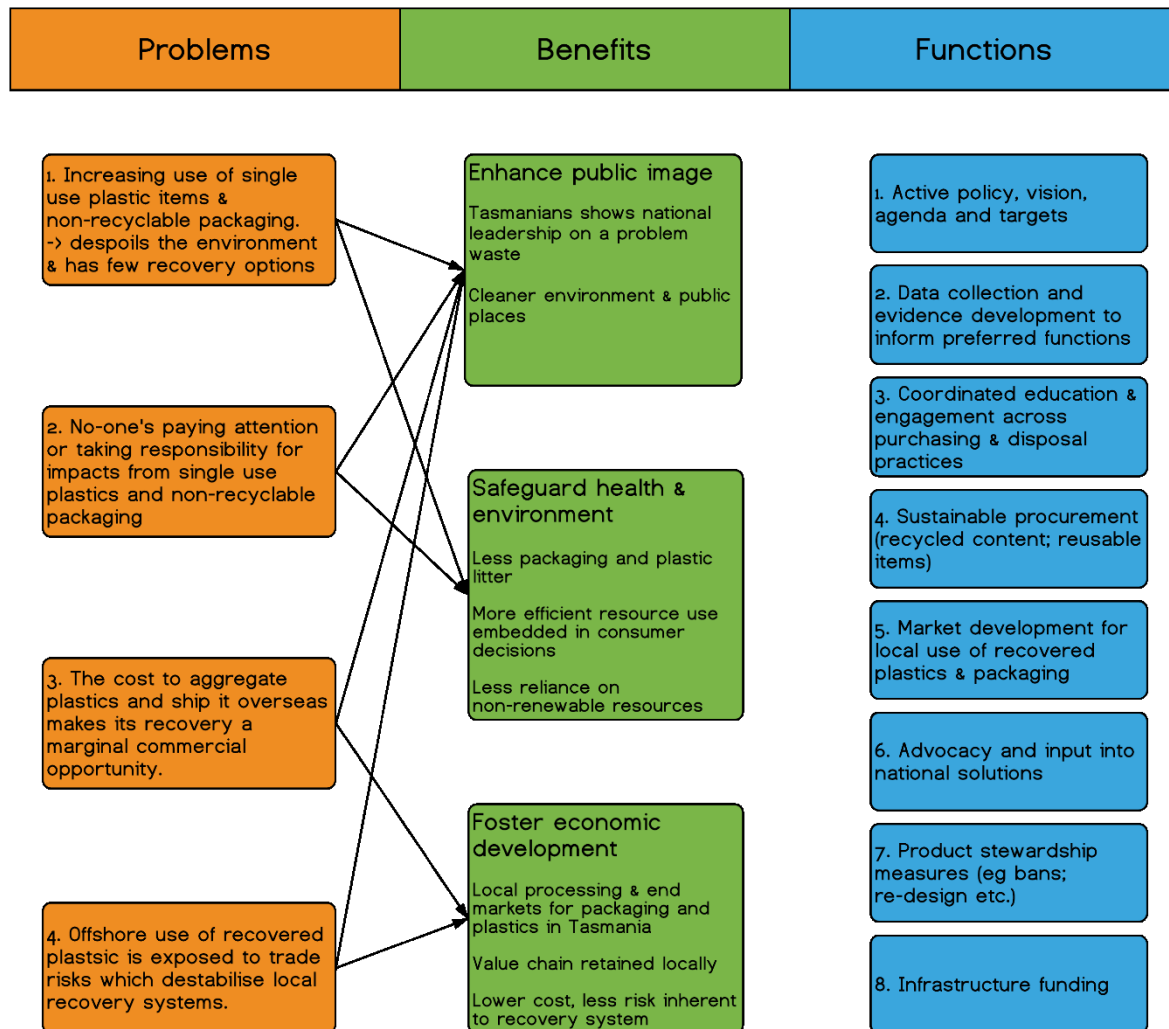 Problems
Benefits
Functions
1. Increasing use of single
use plastic items &
non-recyclable packaging.
-> despoils the environment
& has few recovery options
2. No-one's paying attention
or taking responsibility for
impacts from single use
plastics and non-recyclable
packaging
3. The cost to aggregate
plastics and ship it overseas
makes its recovery a
marginal commercial
opportunity.
4. Offshore use of recovered
plastsic is exposed to trade
risks which destabilise local
recovery systems.
Enhance public image
Tasmanians shows national
leadership on a problem
waste
Cleaner environment & public
places
Safeguard health &
environment
Less packaging and plastic
litter
More efficient resource use
embedded in consumer
decisions
Less reliance on
non-renewable resources
Foster economic
development
Local processing & end
markets for packaging and
plastics in Tasmania
Value chain retained locally
Lower cost, less risk inherent
to recovery system
1. Active policy, vision,
agenda and targets
2. Data collection and
evidence development to
inform preferred functions
3. Coordinated education &
engagement across
purchasing & disposal
practices
4. Sustainable procurement
(recycled content; reusable
items)
5. Market development for
local use of recovered
plastics & packaging
6. Advocacy and input into
national solutions
7. Product stewardship
measures (eg bans;
re-design etc.)
8. Infrastructure funding